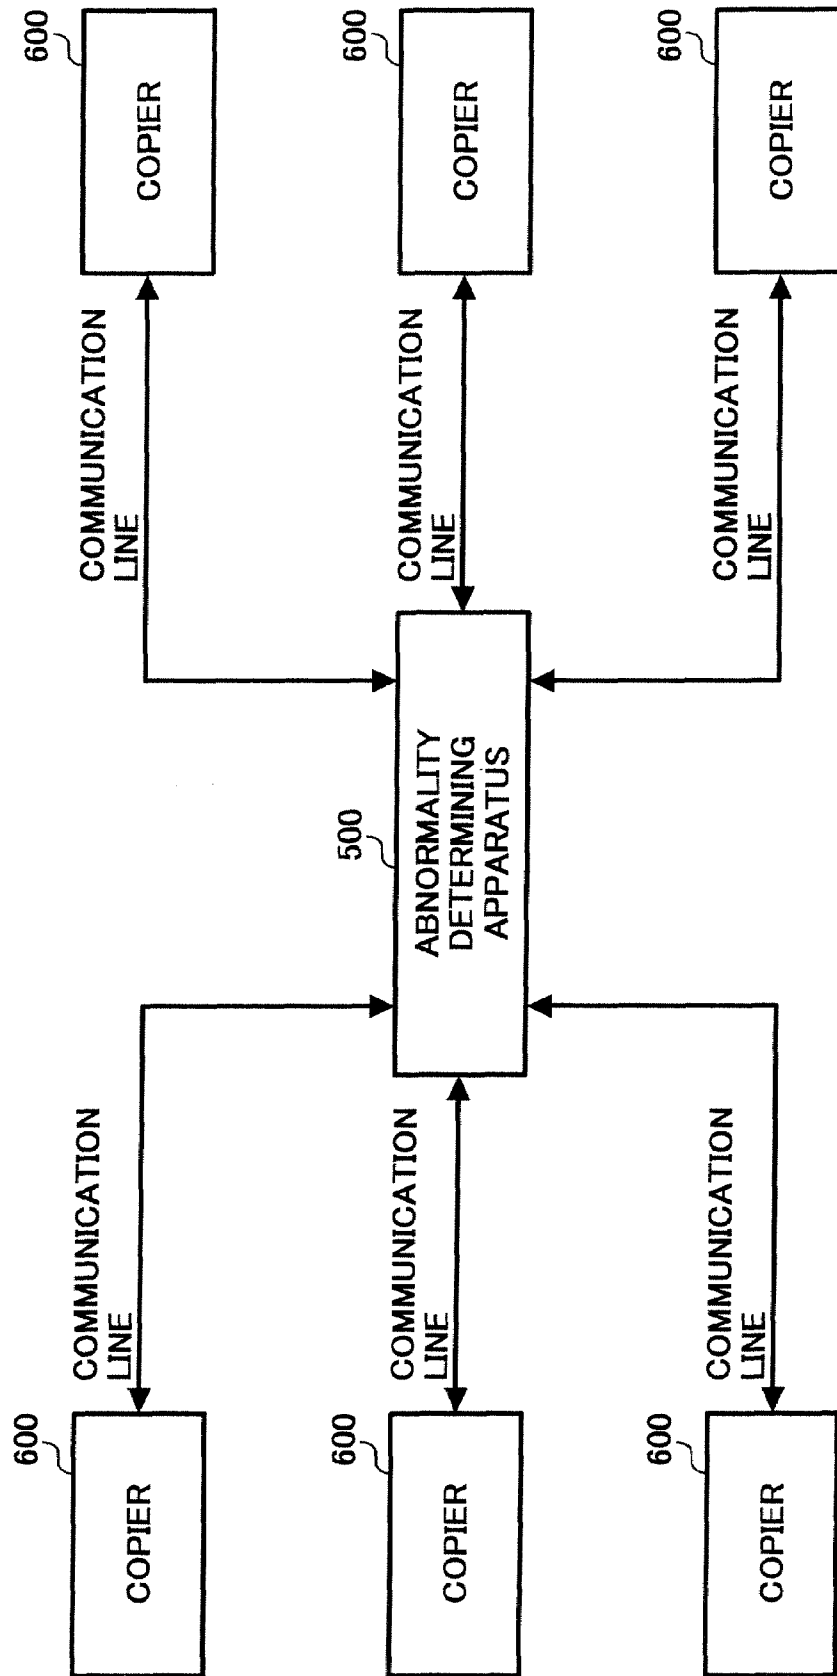 600
COPIER
COMMUNICATION
LINE
600
COPIER
COMMUNICATION
LINE
600
COPIER
COMMUNICATION
LINE
500
ABNORMALITY
DETERMINING
APPARATUS
COMMUNICATION
LINE
600
COPIER
COMMUNICATION
LINE
600
COPIER
COMMUNICATION
LINE
600
COPIER